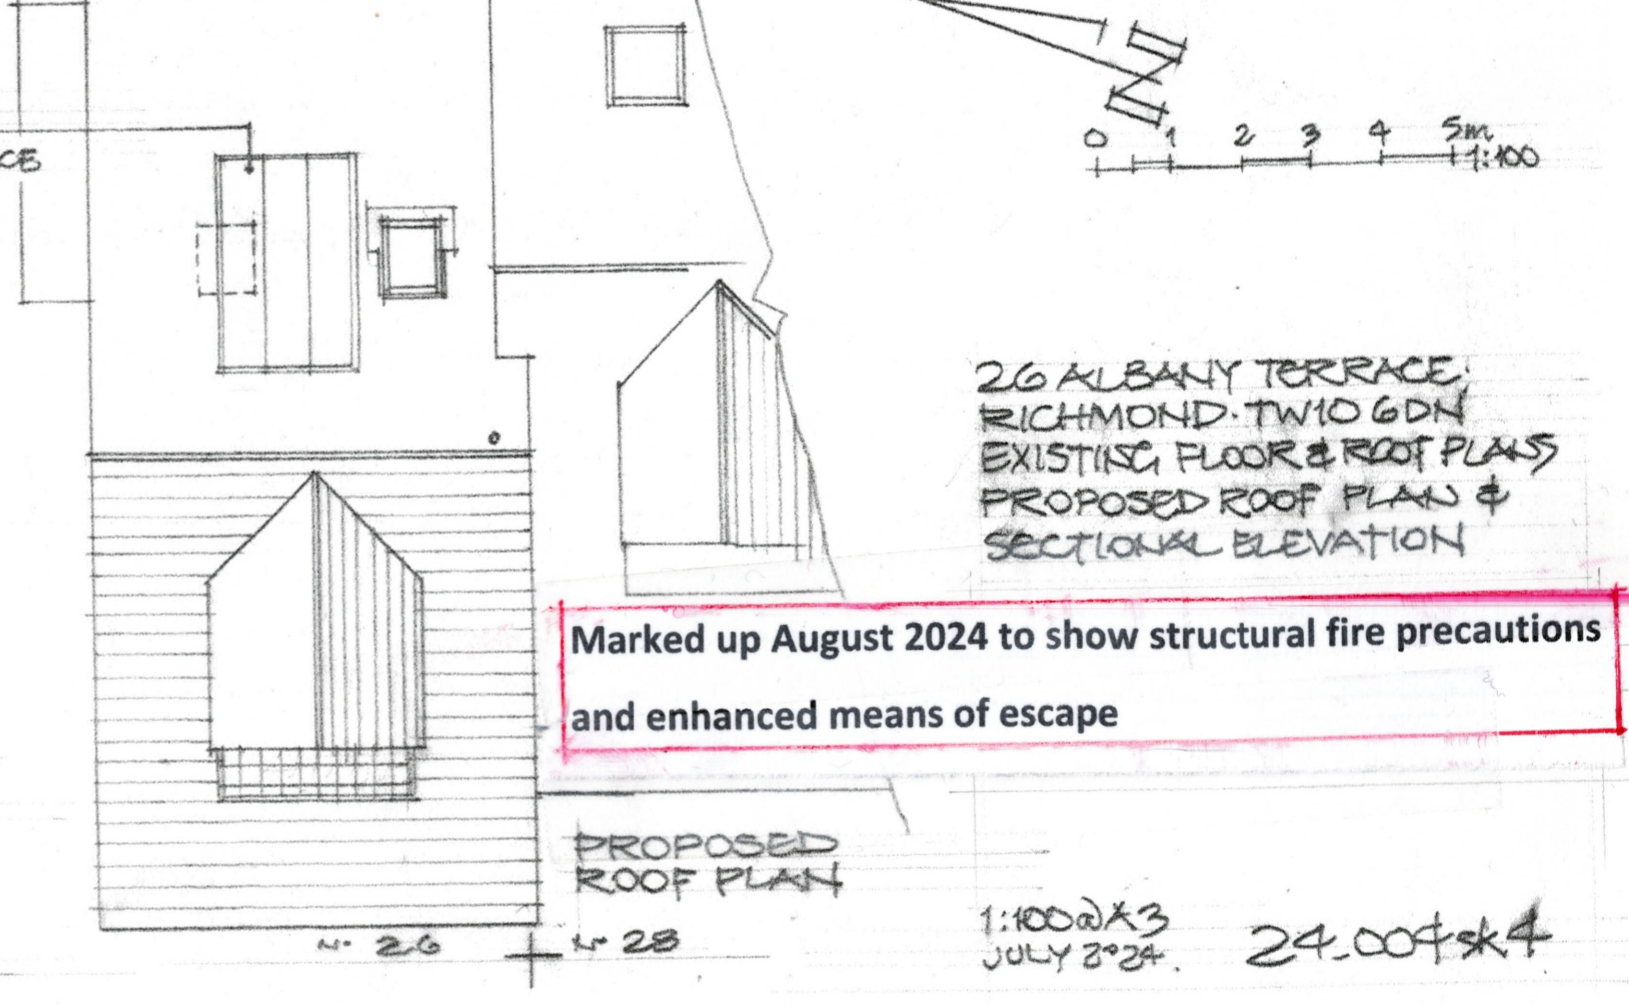 0 1 2 3 4 5m
1:100
CE
26 ALBANY TERRACE.
RICHMOND. TW10 6DN
EXISTING FLOOR & ROOF PLANS
PROPOSED ROOF PLAN &
SECTIONAL ELEVATION
Marked up August 2024 to show structural fire precautions
and enhanced means of escape
PROPOSED
ROOF PLAN
No 26
No 28
1:100@A3
JULY 2024.
24_004sk4